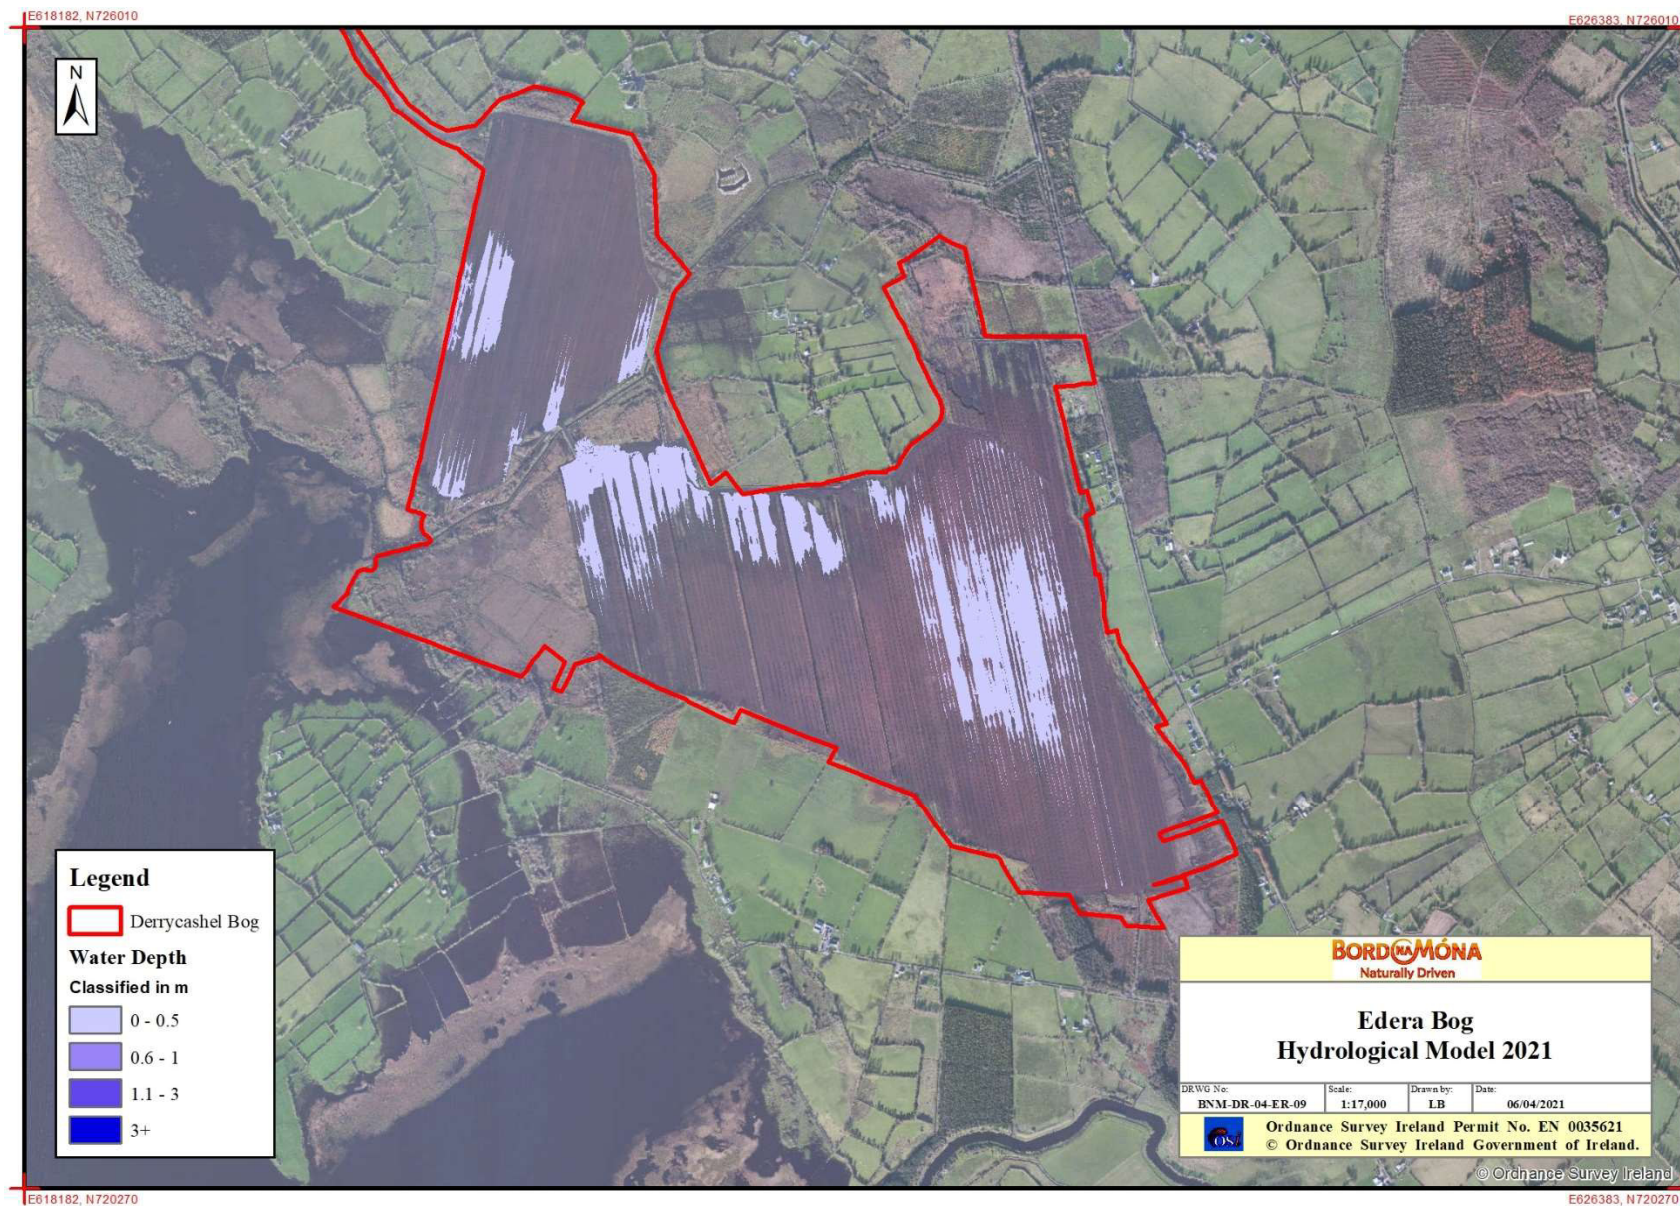 E618182, N726010
E626383, N726010
N
Legend
Derrycashel Bog
Water Depth
Classified in m
0 - 0.5
0.6 - 1
1.1 - 3
3+
BORD NA MÓNA
Naturally Driven
Edera Bog
Hydrological Model 2021
DRWG No: Scale: Drawn by: Date:
BNM-DR-04-ER-09 1:17,000 LB 06/04/2021
OSi
Ordnance Survey Ireland Permit No. EN 0035621
© Ordnance Survey Ireland Government of Ireland.
© Ordnance Survey Ireland
E618182, N720270
E626383, N720270